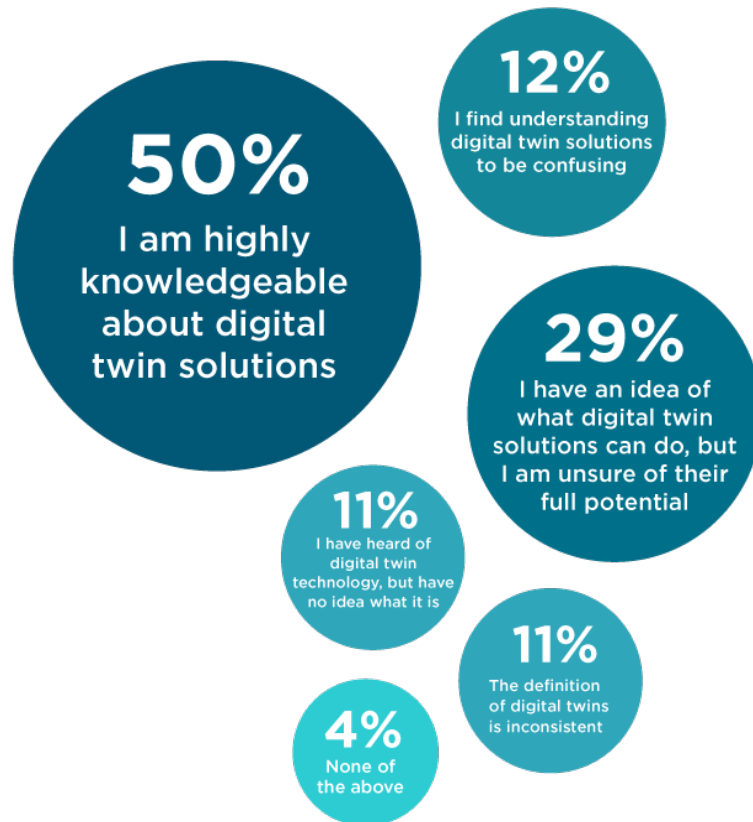 50%
I am highly
knowledgeable
about digital
twin solutions
12%
I find understanding
digital twin solutions
to be confusing
29%
I have an idea of
what digital twin
solutions can do, but
I am unsure of their
full potential
11%
I have heard of
digital twin
technology, but have
no idea what it is
11%
The definition
of digital twins
is inconsistent
4%
None of
the above